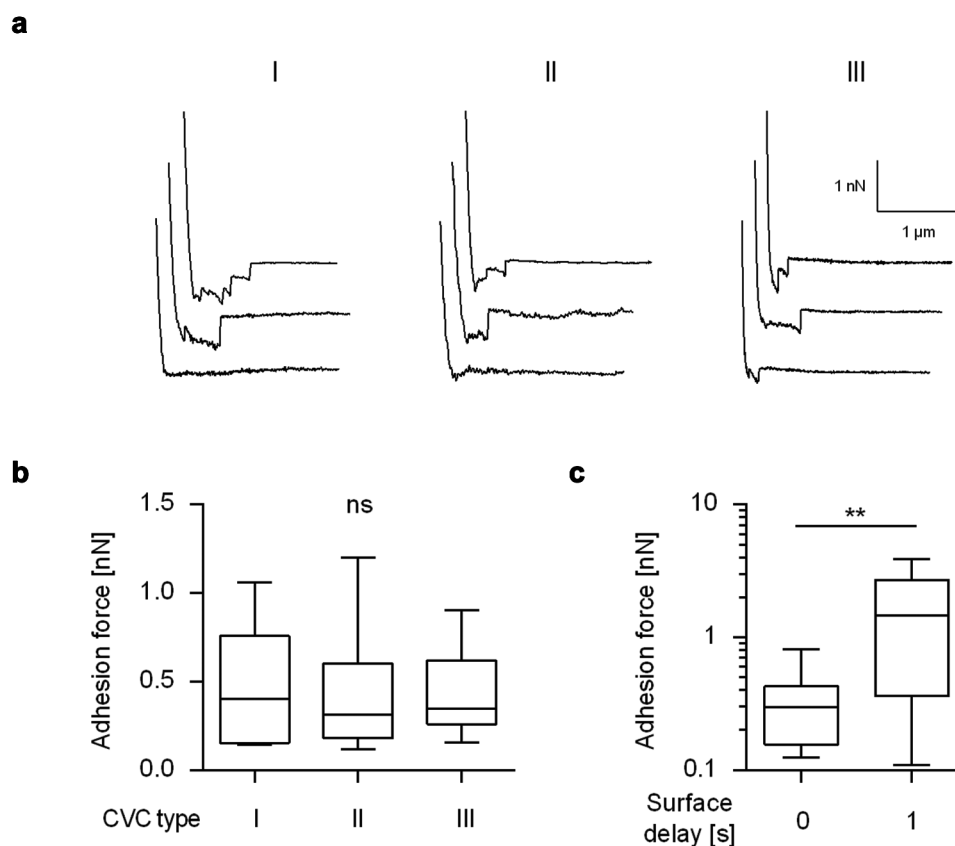 a
I II III
1 nN
1 µm
b
ns
Adhesion force [nN]
1.5
1.0
0.5
0.0
CVC type I II III
c
**
Adhesion force [nN]
10
1
0.1
Surface
delay [s] 0 1